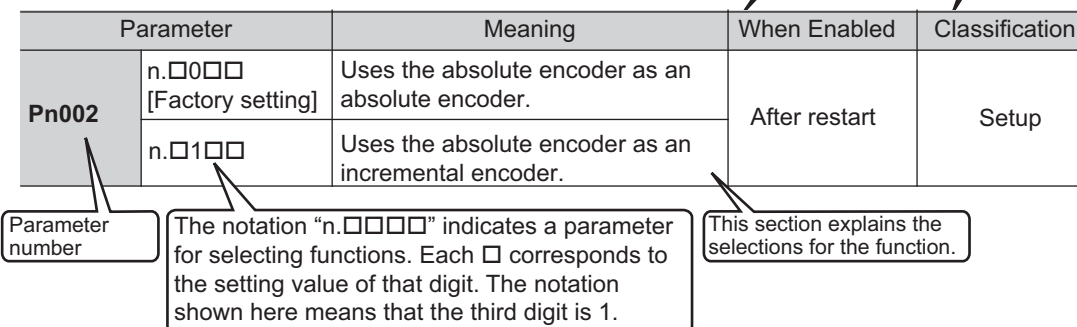 Parameter Meaning When Enabled Classification
Pn002
n.□0□□
[Factory setting]
Uses the absolute encoder as an
absolute encoder.
n.□1□□
Uses the absolute encoder as an
incremental encoder.
After restart
Setup
Parameter
number
The notation “n.□□□□” indicates a parameter
for selecting functions. Each □ corresponds to
the setting value of that digit. The notation
shown here means that the third digit is 1.
This section explains the
selections for the function.